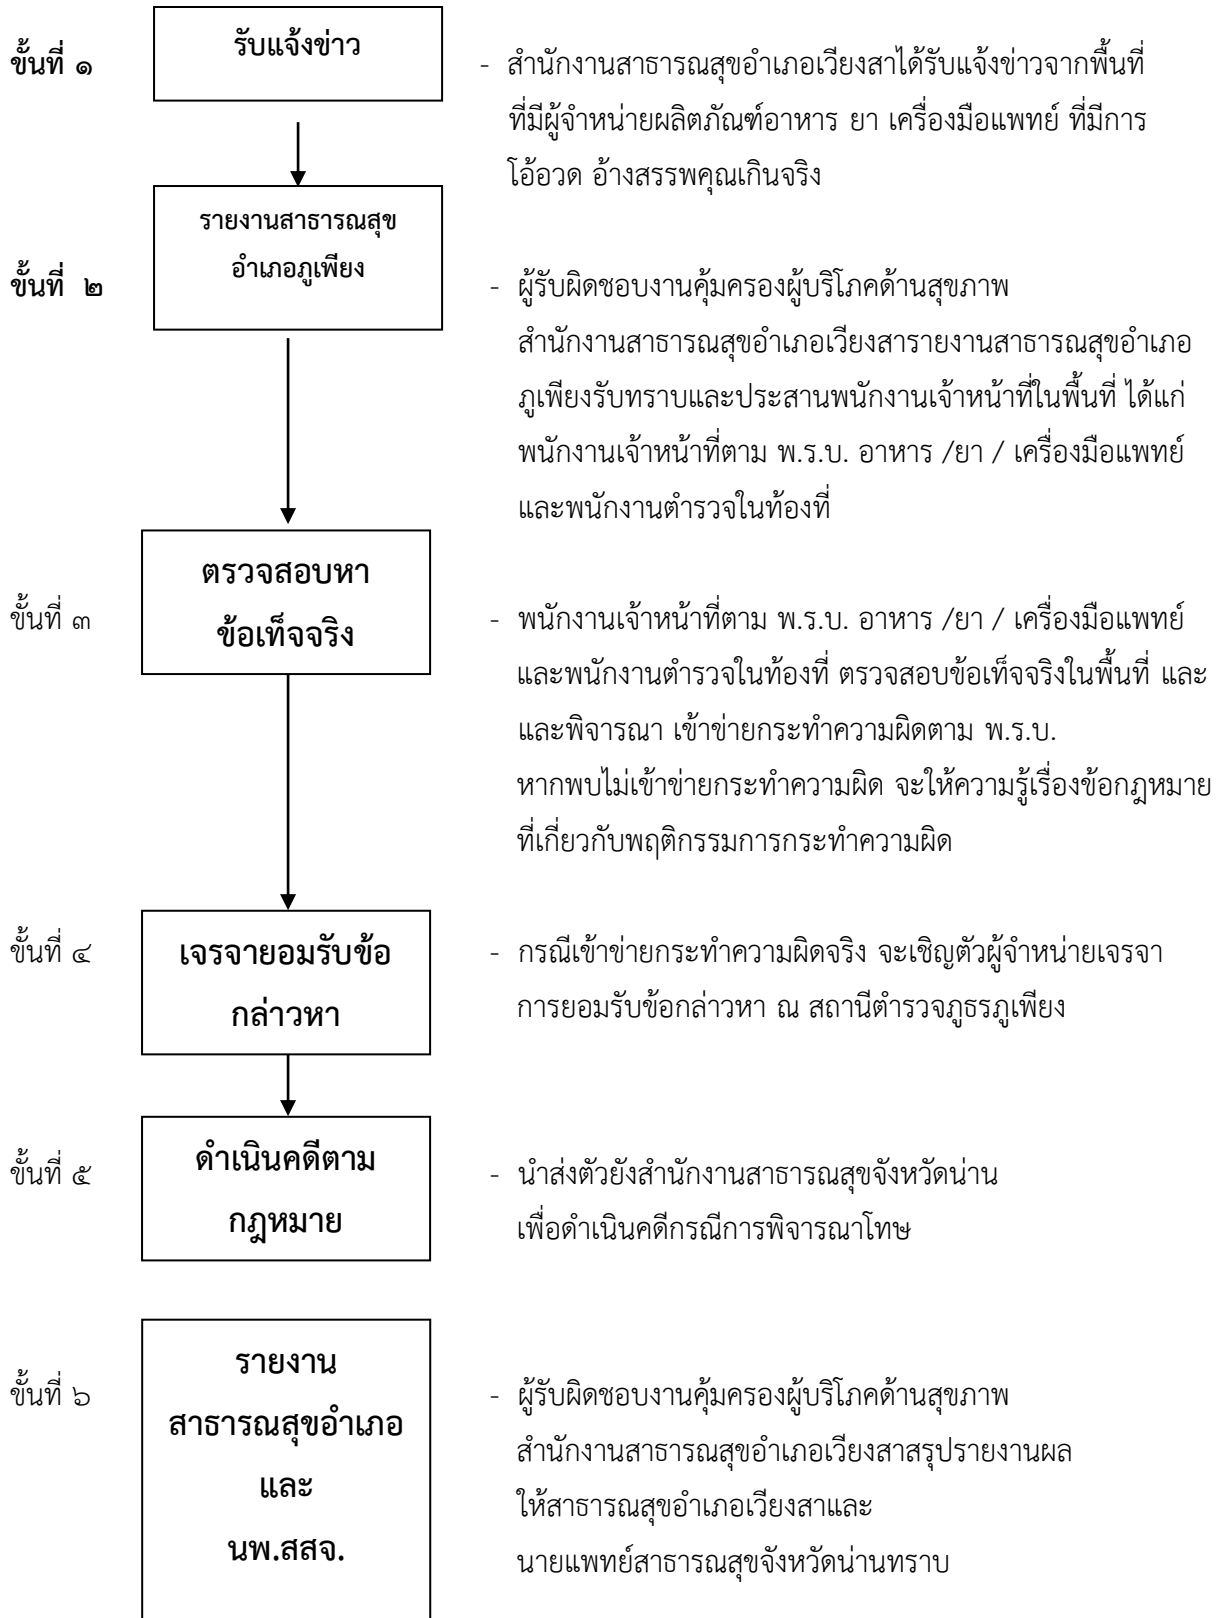 ขั้นที่ ๑
รับแจ้งข่าว
- สำนักงานสาธารณสุขอำเภอเวียงสาได้รับแจ้งข่าวจากพื้นที่
ที่มีผู้จำหน่ายผลิตภัณฑ์อาหาร ยา เครื่องมือแพทย์ ที่มีการ
โอ้อวด อ้างสรรพคุณเกินจริง
ขั้นที่ ๒
รายงานสาธารณสุข
อำเภอภูเพียง
- ผู้รับผิดชอบงานคุ้มครองผู้บริโภคด้านสุขภาพ
สำนักงานสาธารณสุขอำเภอเวียงสารายงานสาธารณสุขอำเภอ
ภูเพียงรับทราบและประสานพนักงานเจ้าหน้าที่ในพื้นที่ ได้แก่
พนักงานเจ้าหน้าที่ตาม พ.ร.บ. อาหาร /ยา / เครื่องมือแพทย์
และพนักงานตำรวจในท้องที่
ขั้นที่ ๓
ตรวจสอบหา
ข้อเท็จจริง
- พนักงานเจ้าหน้าที่ตาม พ.ร.บ. อาหาร /ยา / เครื่องมือแพทย์
และพนักงานตำรวจในท้องที่ ตรวจสอบข้อเท็จจริงในพื้นที่ และ
และพิจารณา เข้าข่ายกระทำความผิดตาม พ.ร.บ.
หากพบไม่เข้าข่ายกระทำความผิด จะให้ความรู้เรื่องข้อกฎหมาย
ที่เกี่ยวกับพฤติกรรมการกระทำความผิด
ขั้นที่ ๔
เจรจายอมรับข้อ
กล่าวหา
- กรณีเข้าข่ายกระทำความผิดจริง จะเชิญตัวผู้จำหน่ายเจรจา
การยอมรับข้อกล่าวหา ณ สถานีตำรวจภูธรภูเพียง
ขั้นที่ ๕
ดำเนินคดีตาม
กฎหมาย
- นำส่งตัวยังสำนักงานสาธารณสุขจังหวัดน่าน
เพื่อดำเนินคดีกรณีการพิจารณาโทษ
ขั้นที่ ๖
รายงาน
สาธารณสุขอำเภอ
และ
นพ.สสจ.
- ผู้รับผิดชอบงานคุ้มครองผู้บริโภคด้านสุขภาพ
สำนักงานสาธารณสุขอำเภอเวียงสาสรุปรายงานผล
ให้สาธารณสุขอำเภอเวียงสาและ
นายแพทย์สาธารณสุขจังหวัดน่านทราบ